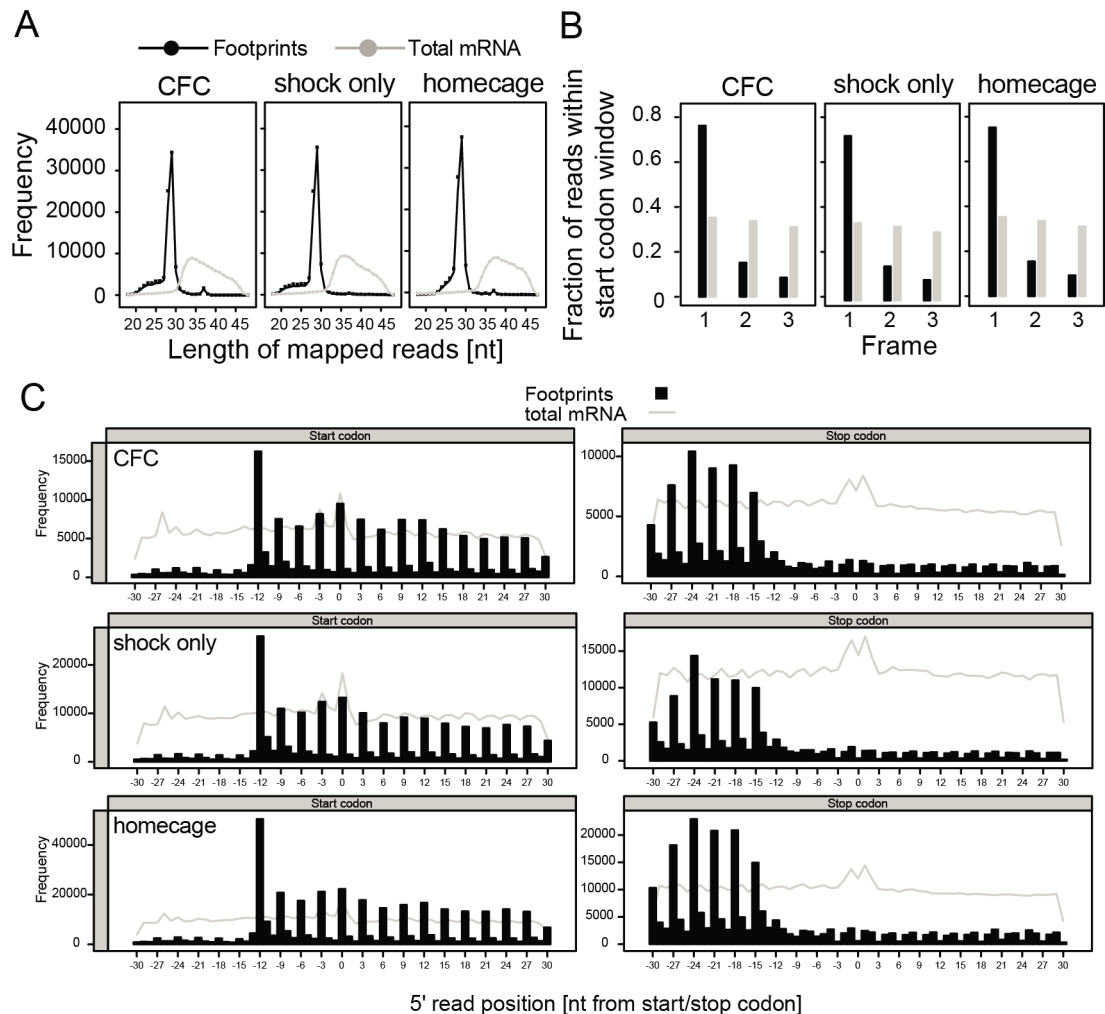 A
Footprints Total mRNA
CFC shock only homecage
Frequency
40000
30000
20000
10000
0
20 25 30 35 40 45 20 25 30 35 40 45 20 25 30 35 40 45
Length of mapped reads [nt]
B
CFC shock only homecage
Fraction of reads within
start codon window
0.8
0.6
0.4
0.2
0
1 2 3 1 2 3 1 2 3
Frame
C
Footprints
total mRNA
Start codon
CFC
Frequency
15000
10000
5000
0
-30 -27 -24 -21 -18 -15 -12 -9 -6 -3 0 3 6 9 12 15 18 21 24 27 30
Stop codon
10000
5000
0
-30 -27 -24 -21 -18 -15 -12 -9 -6 -3 0 3 6 9 12 15 18 21 24 27 30
Start codon
shock only
Frequency
20000
10000
0
-30 -27 -24 -21 -18 -15 -12 -9 -6 -3 0 3 6 9 12 15 18 21 24 27 30
Stop codon
15000
10000
5000
0
-30 -27 -24 -21 -18 -15 -12 -9 -6 -3 0 3 6 9 12 15 18 21 24 27 30
Start codon
homecage
Frequency
40000
20000
0
-30 -27 -24 -21 -18 -15 -12 -9 -6 -3 0 3 6 9 12 15 18 21 24 27 30
Stop codon
20000
15000
10000
5000
0
-30 -27 -24 -21 -18 -15 -12 -9 -6 -3 0 3 6 9 12 15 18 21 24 27 30
5' read position [nt from start/stop codon]